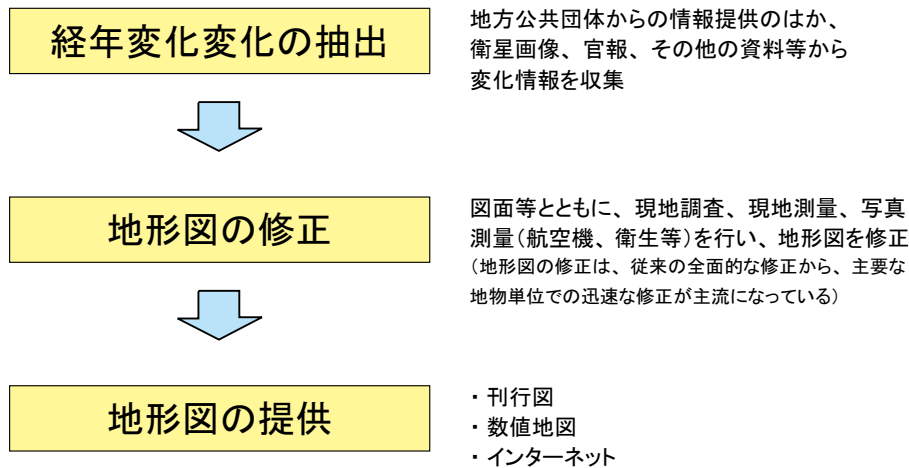 経年変化変化の抽出
地方公共団体からの情報提供のはか、
衛星画像、官報、その他の資料等から
変化情報を収集
地形図の修正
図面等とともに、現地調査、現地測量、写真
測量(航空機、衛生等)を行い、地形図を修正
(地形図の修正は、従来の全面的な修正から、主要な
地物単位での迅速な修正が主流になっている)
地形図の提供
・刊行図
・数値地図
・インターネット